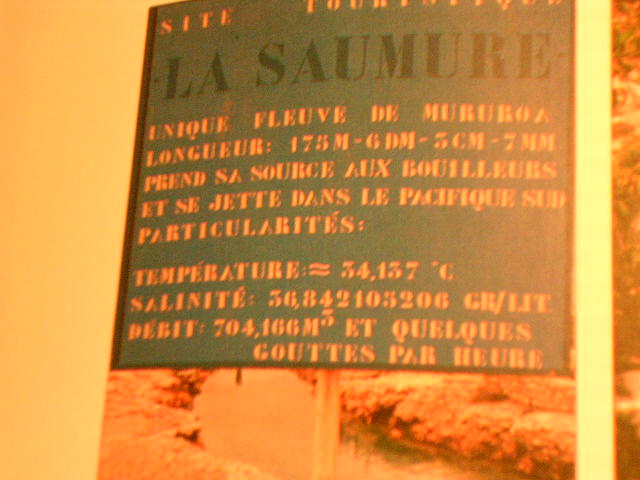 SITE TOURISTIQUE
-LA SAUMURE-
UNIQUE FLEUVE DE MURUROA
LONGUEUR: 175M-6DM-3CM-7MM
PREND SA SOURCE AUX BOUILLEURS
ET SE JETTE DANS LE PACIFIQUE SUD
PARTICULARITÉS:
TEMPÉRATURE:≈ 34,137 °C
SALINITÉ: 36,842105206 GR/LIT
DÉBIT: 704,166M³ ET QUELQUES
GOUTTES PAR HEURE